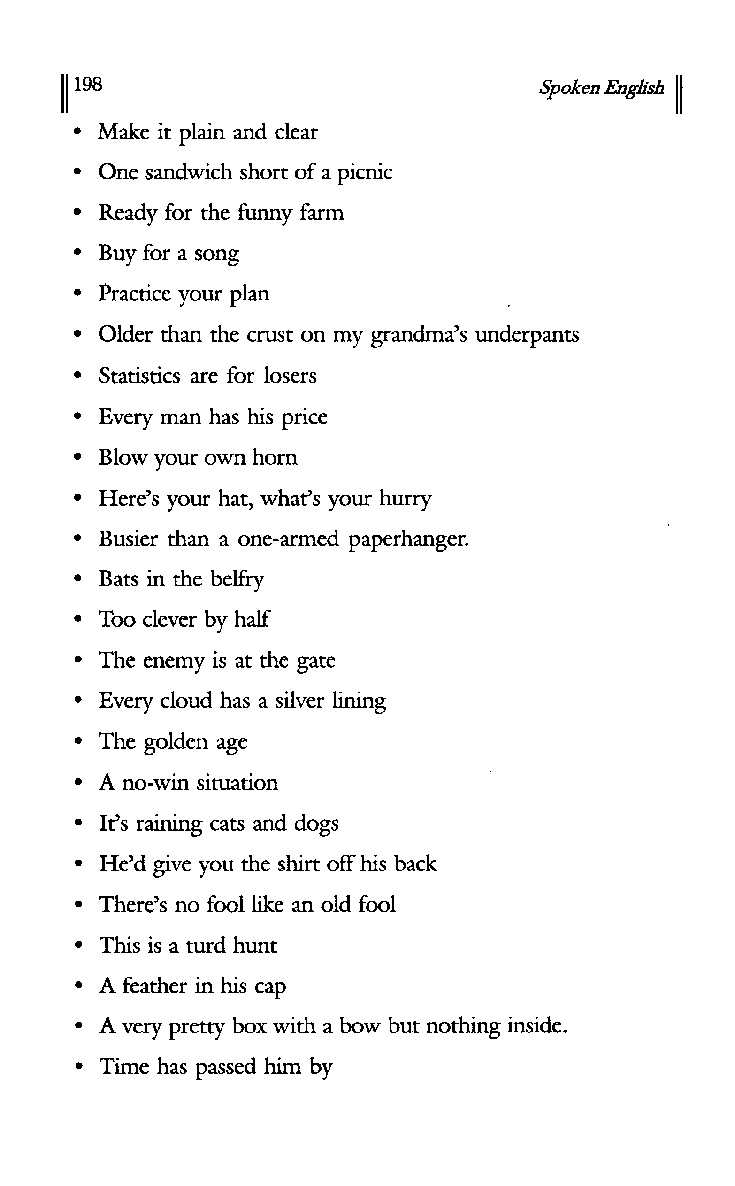 198 Spoken English
• Make it plain and clear
• One sandwich short of a picnic
• Ready for the funny farm
• Buy for a song
• Practice your plan
• Older than the crust on my grandma's underpants
• Statistics are for losers
• Every man has his price
• Blow your own horn
• Here's your hat, what's your hurry
• Busier than a one-armed paperhanger.
• Bats in the belfry
• Too clever by half
• The enemy is at the gate
• Every cloud has a silver lining
• The golden age
• A no-win situation
• It's raining cats and dogs
• He'd give you the shirt off his back
• There's no fool like an old fool
• This is a turd hunt
• A feather in his cap
• A very pretty box with a bow but nothing inside.
• Time has passed him by